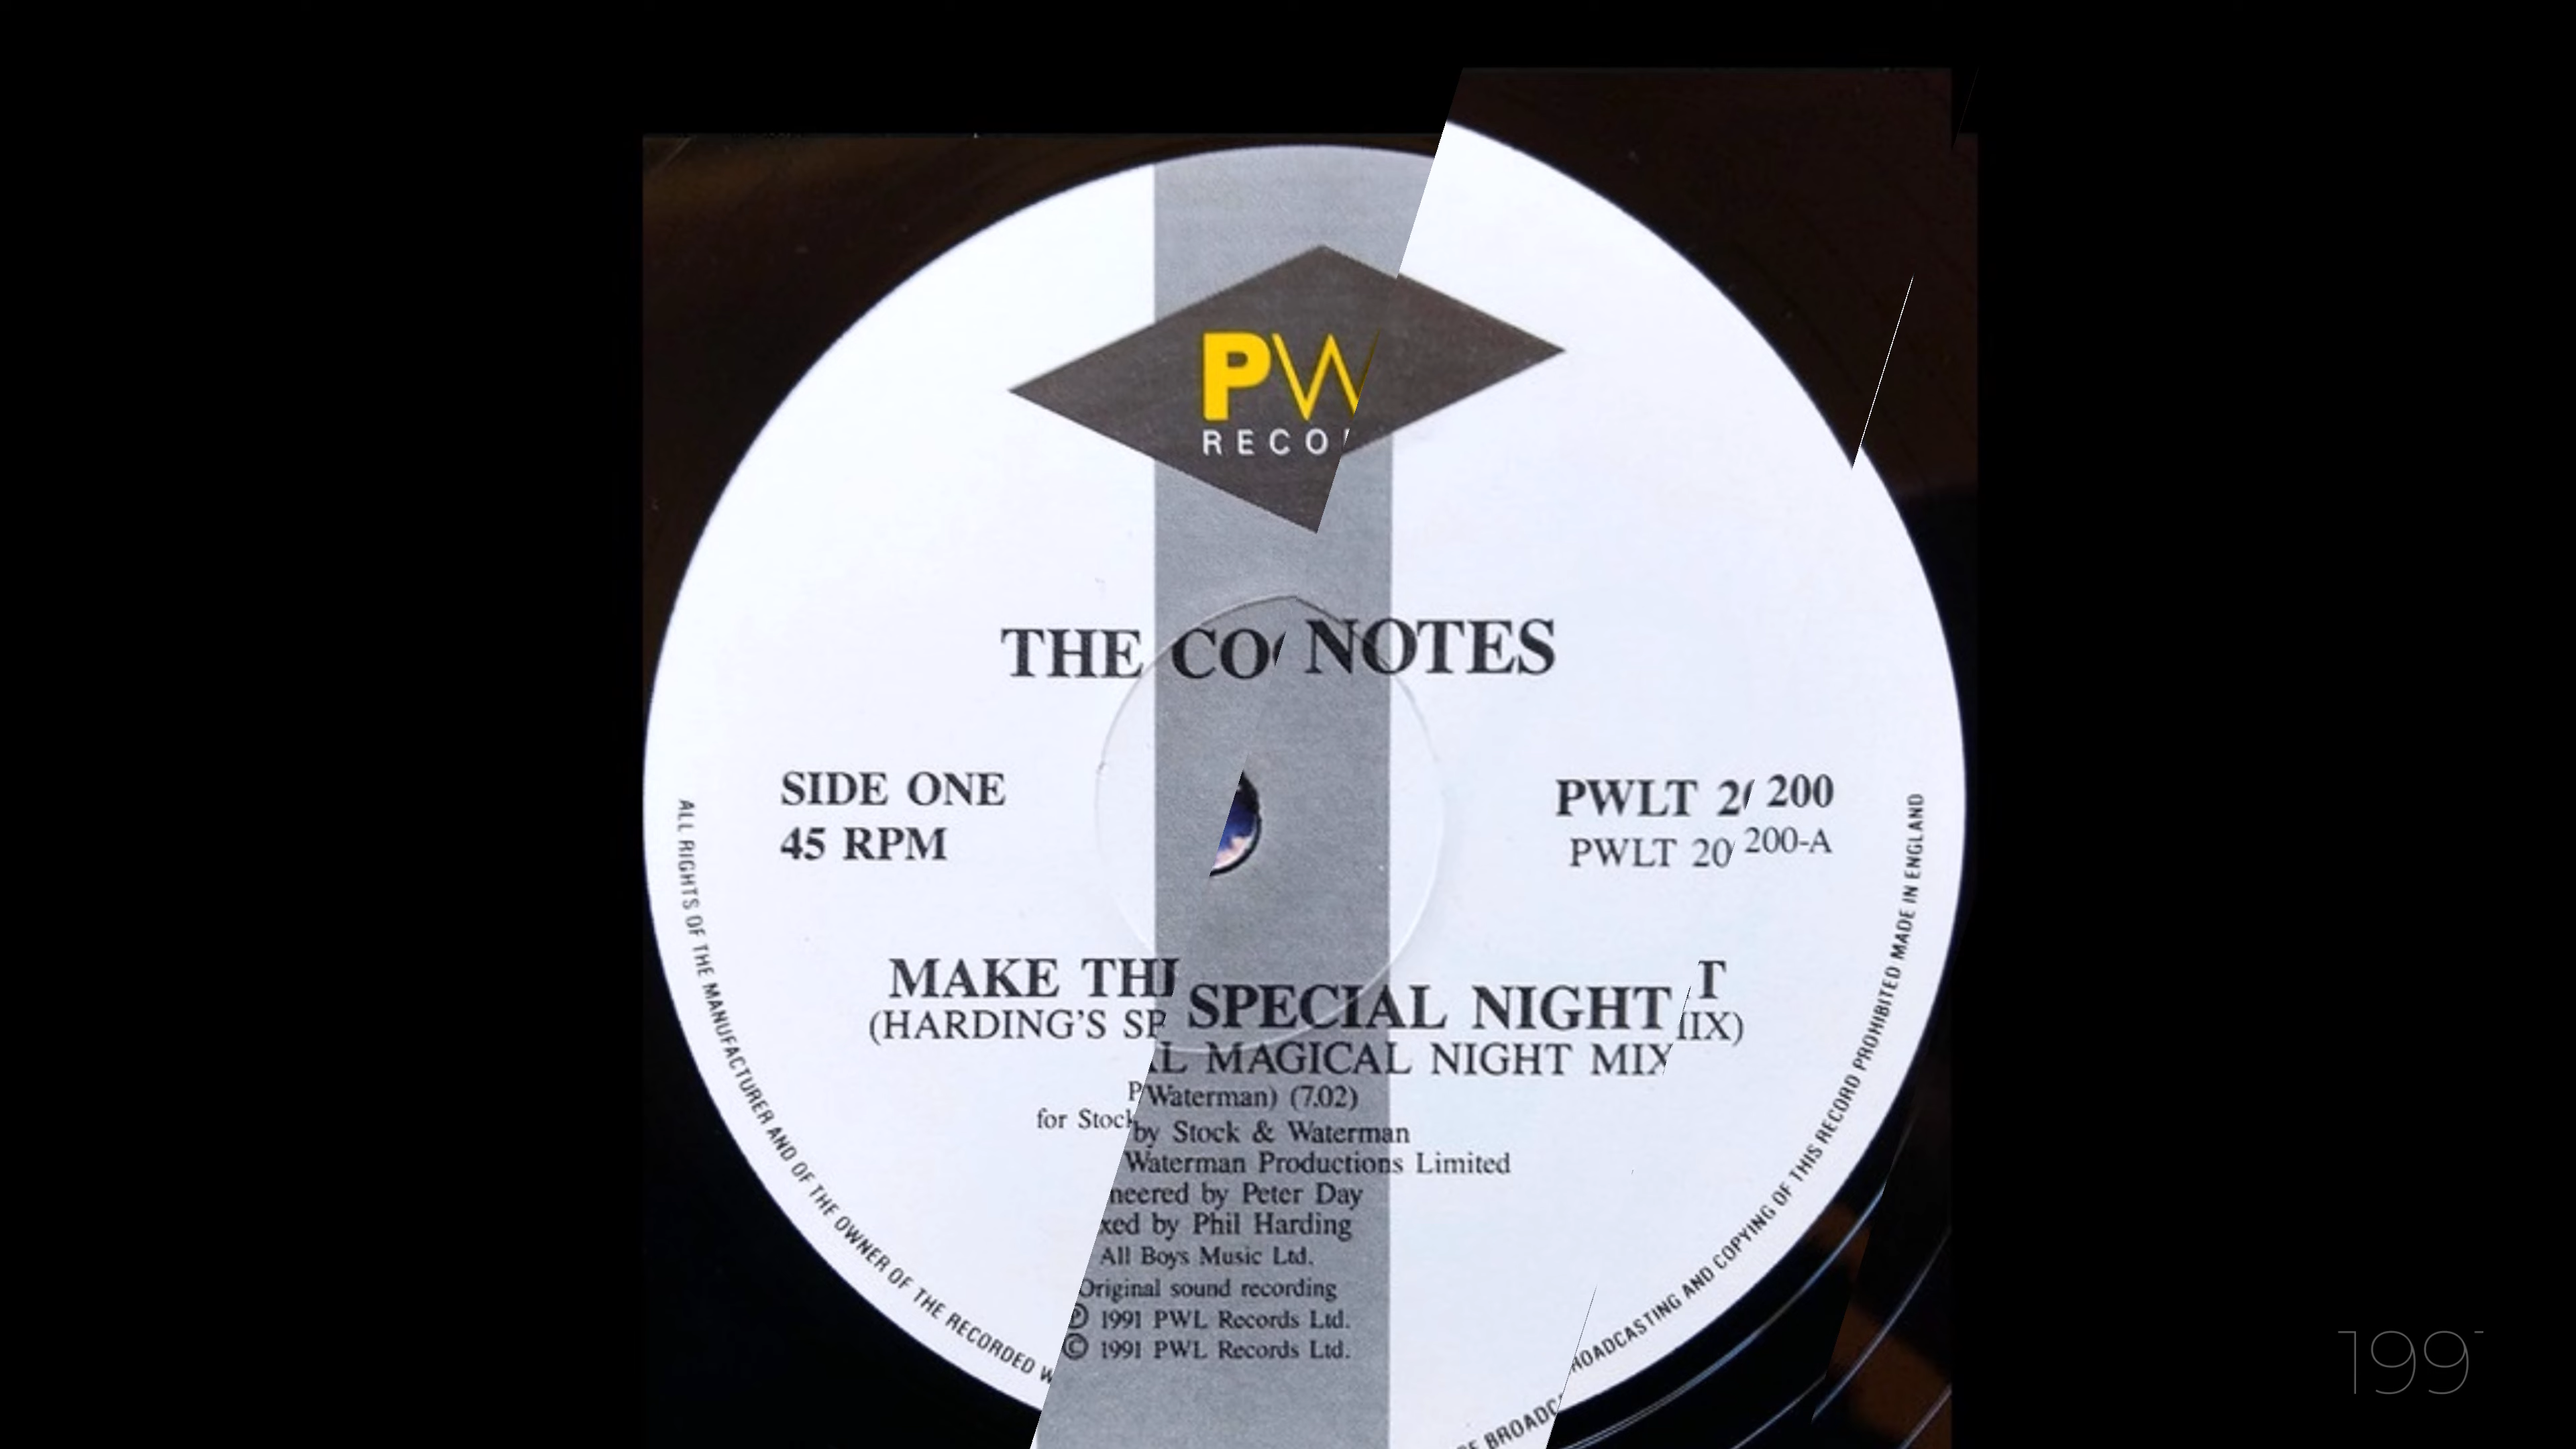 PW
RECO
THE CO NOTES
SIDE ONE
45 RPM
PWLT 2 200
PWLT 20 200-A
MAKE THI SPECIAL NIGHT T
(HARDING'S SP L MAGICAL NIGHT MIX IX)
P Waterman) (7.02)
for Stock by Stock & Waterman
Waterman Productions Limited
neered by Peter Day
xed by Phil Harding
All Boys Music Ltd.
Original sound recording
Ⓟ 1991 PWL Records Ltd.
© 1991 PWL Records Ltd.
ALL RIGHTS OF THE MANUFACTURER AND OF THE OWNER OF THE RECORDED W
BROADC ROADCASTING AND COPYING OF THIS RECORD PROHIBITED MADE IN ENGLAND
199